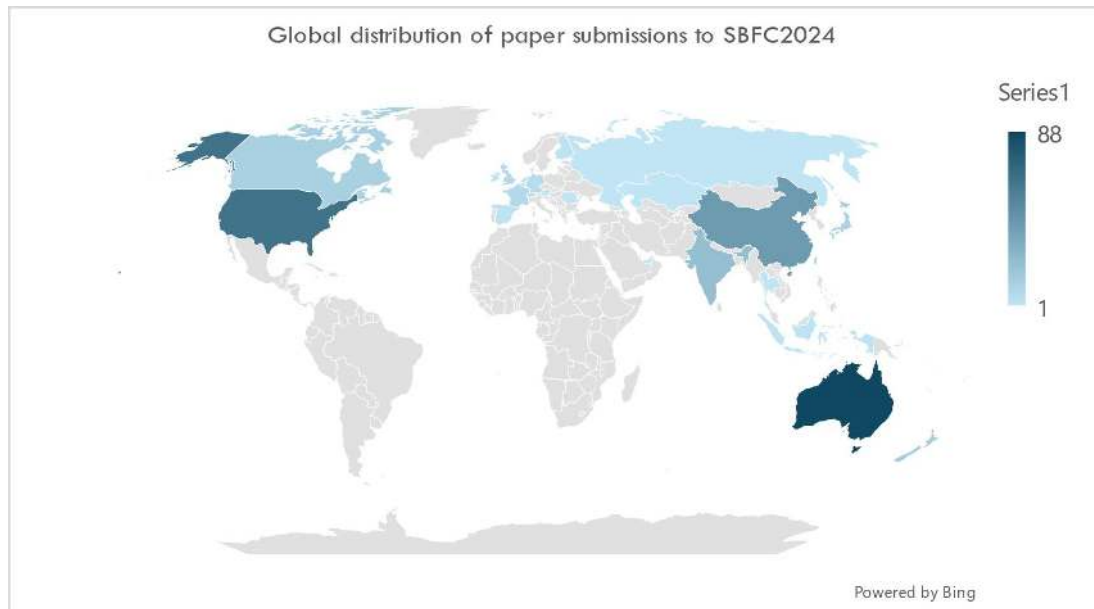 Global distribution of paper submissions to SBFC2024
Series1
88
1
Powered by Bing